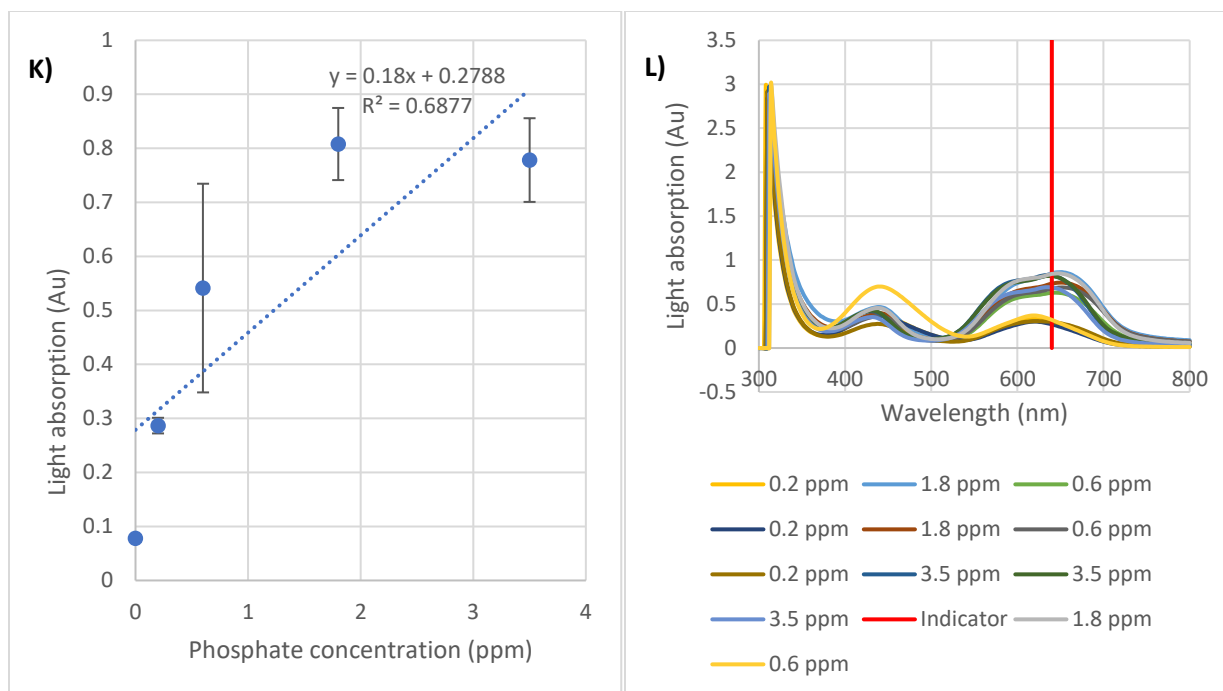 K)
y = 0.18x + 0.2788
R² = 0.6877
1
0.9
0.8
0.7
0.6
0.5
0.4
0.3
0.2
0.1
0
0 1 2 3 4
Light absorption (Au)
Phosphate concentration (ppm)
L)
3.5
3
2.5
2
1.5
1
0.5
0
-0.5
300 400 500 600 700 800
Light absorption (Au)
Wavelength (nm)
0.2 ppm 1.8 ppm 0.6 ppm
0.2 ppm 1.8 ppm 0.6 ppm
0.2 ppm 3.5 ppm 3.5 ppm
3.5 ppm Indicator 1.8 ppm
0.6 ppm